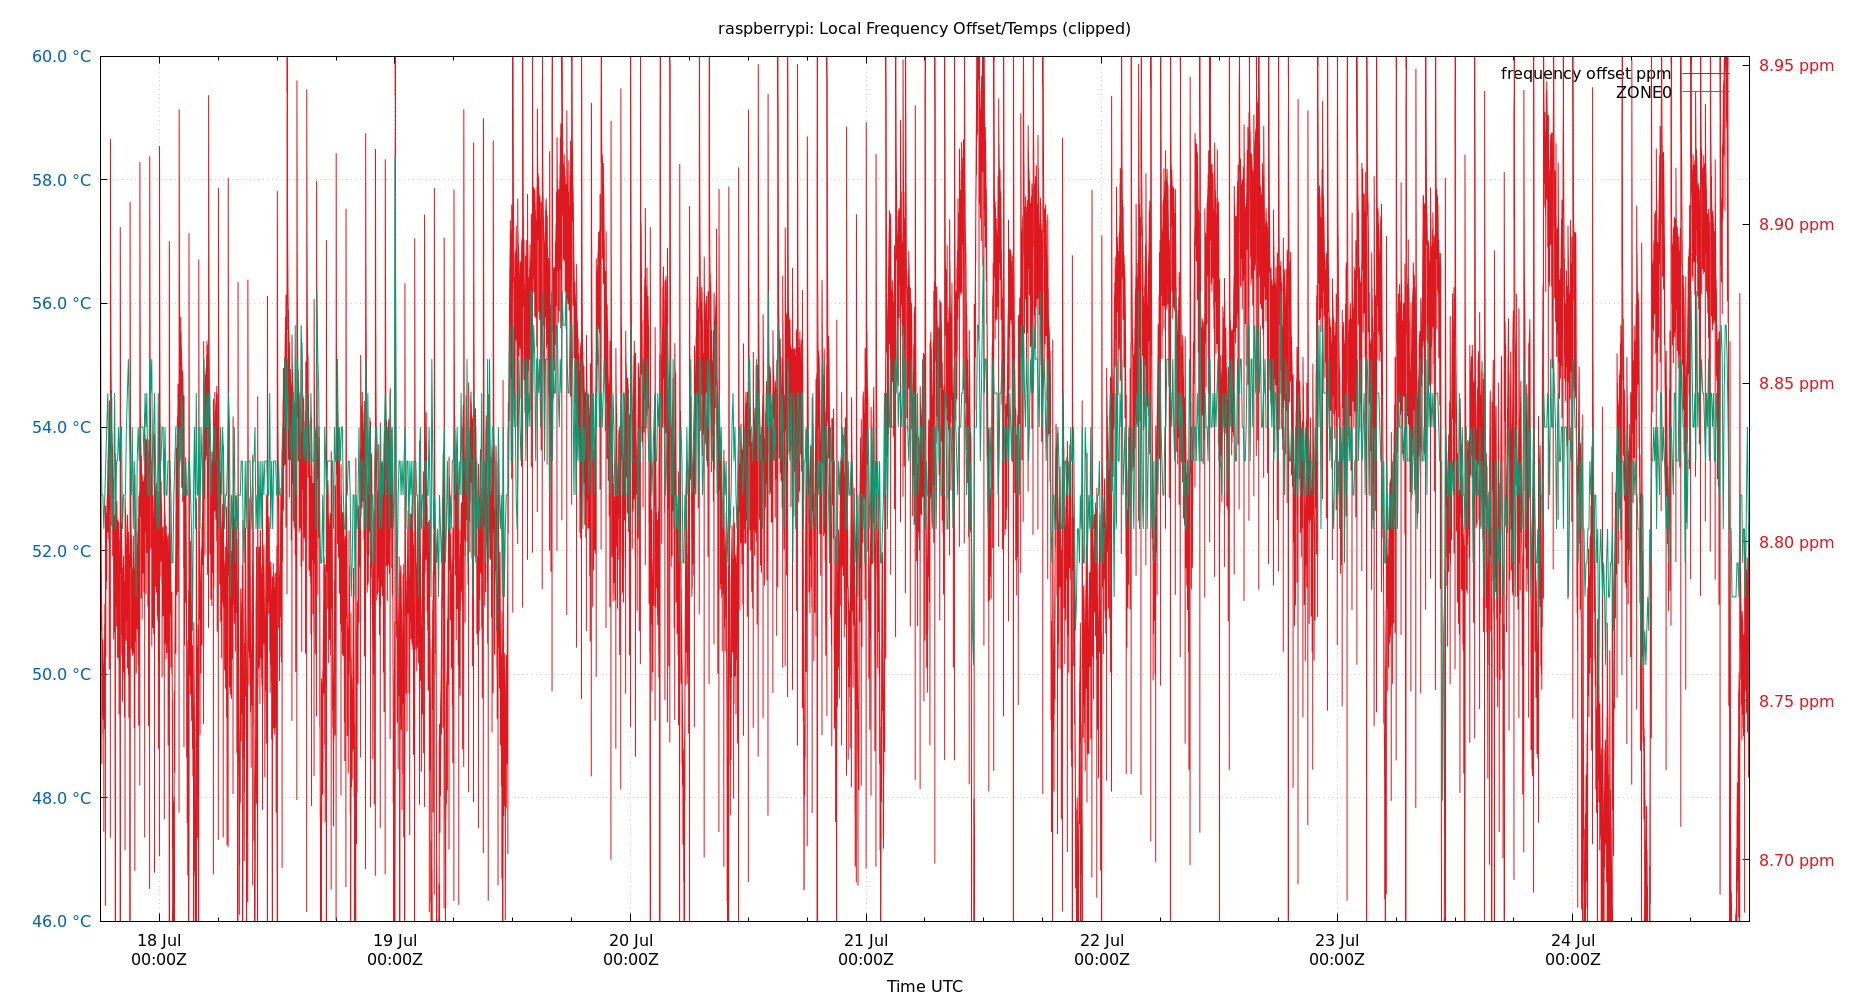 raspberrypi: Local Frequency Offset/Temps (clipped)
60.0 °C
58.0 °C
56.0 °C
54.0 °C
52.0 °C
50.0 °C
48.0 °C
46.0 °C
8.95 ppm
8.90 ppm
8.85 ppm
8.80 ppm
8.75 ppm
8.70 ppm
frequency offset ppm
ZONE0
18 Jul
00:00Z
19 Jul
00:00Z
20 Jul
00:00Z
21 Jul
00:00Z
22 Jul
00:00Z
23 Jul
00:00Z
24 Jul
00:00Z
Time UTC